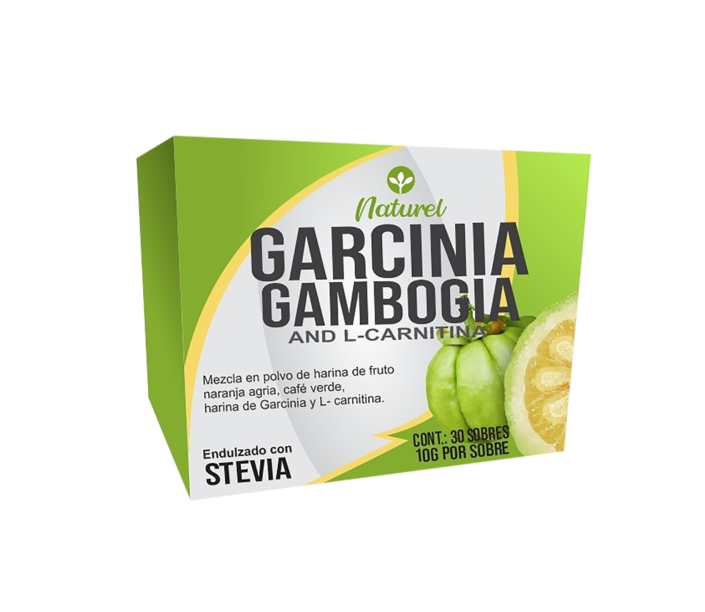 Naturel
GARCINIA
GAMBOGIA
AND L-CARNITINA
Mezcla en polvo de harina de fruto
naranja agria, café verde,
harina de Garcinia y L- carnitina.
Endulzado con
STEVIA
CONT.: 30 SOBRES
10G POR SOBRE